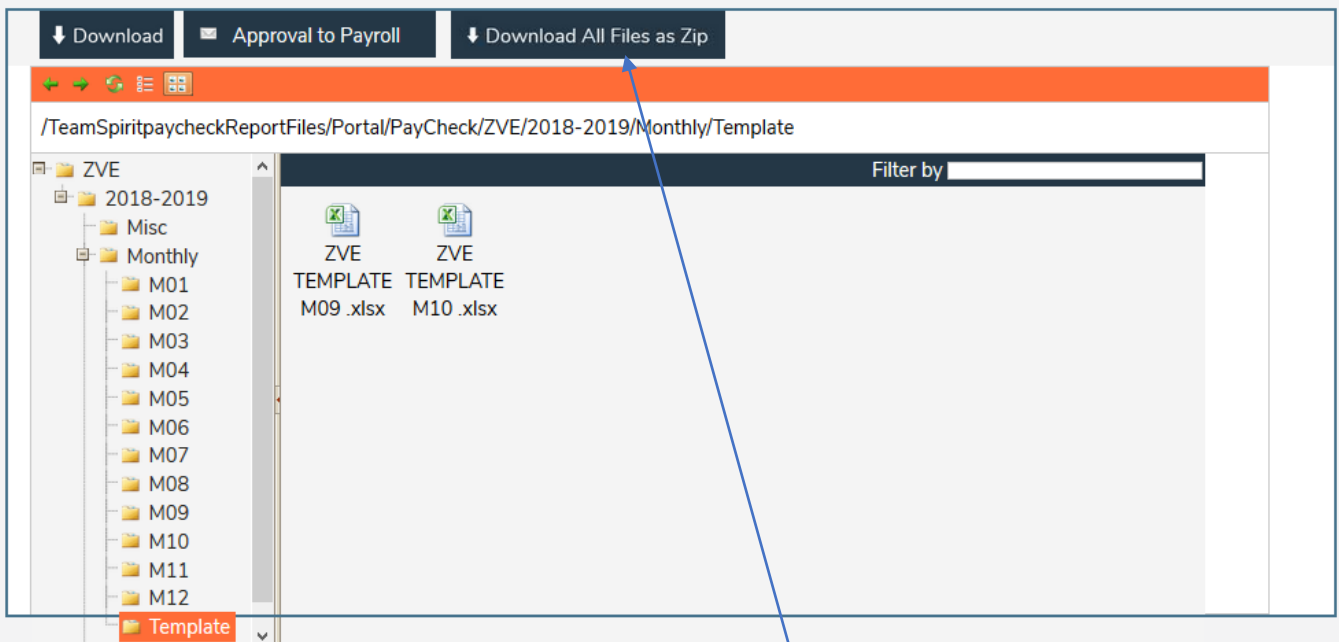 Download
Approval to Payroll
Download All Files as Zip
/TeamSpiritpaycheckReportFiles/Portal/PayCheck/ZVE/2018-2019/Monthly/Template
Filter by
ZVE
2018-2019
Misc
Monthly
M01
M02
M03
M04
M05
M06
M07
M08
M09
M10
M11
M12
Template
ZVE
TEMPLATE
M09 .xlsx
ZVE
TEMPLATE
M10 .xlsx